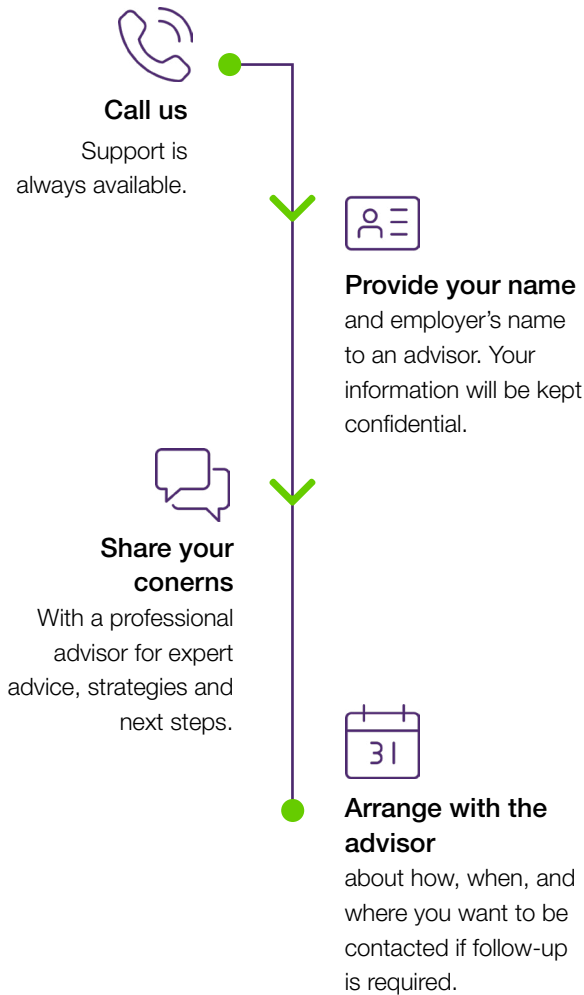 Call us
Support is
always available.
Provide your name
and employer’s name
to an advisor. Your
information will be kept
confidential.
Share your
conerns
With a professional
advisor for expert
advice, strategies and
next steps.
31
Arrange with the
advisor
about how, when, and
where you want to be
contacted if follow-up
is required.